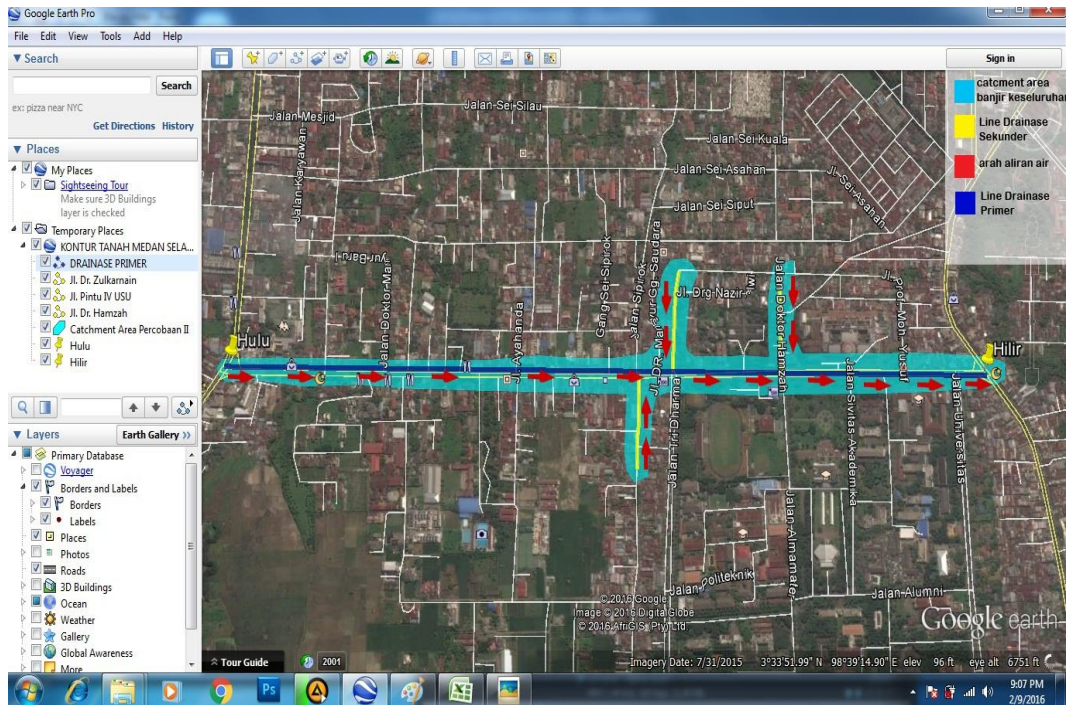 Google Earth Pro
File Edit View Tools Add Help
Search
Search
ex: pizza near NYC
Get Directions History
Places
My Places
Sightseeing Tour
Make sure 3D Buildings
layer is checked
Temporary Places
KONTUR TANAH MEDAN SELA...
DRAINASE PRIMER
Jl. Dr. Zulkarnain
Jl. Pintu IV USU
Jl. Dr. Hamzah
Catchment Area Percobaan II
Hulu
Hilir
Layers
Earth Gallery »
Primary Database
Voyager
Borders and Labels
Borders
Labels
Places
Photos
Roads
3D Buildings
Ocean
Weather
Gallery
Global Awareness
More
Sign in
catcment area
banjir keseluruhan
Line Drainase
Sekunder
arah aliran air
Line Drainase
Primer
Jalan Mesjid
Jalan Sei Silau
Jalan Sei Kuala
Jalan Sei Asahan
Jl. Sei Asahan
Jalan Sei Siput
Jalan Karyawan
Jalan Doktor Man
Jl. Ayahanda
Gang Sei Sipirok
Jalan Sipirok
Gg. Saudara
Jl. DR. Man
Jl. Drg Nazir
Jalan Doktor Hamzah
Jl. Prof. Moh. Yusuf
Hulu
Hilir
Jalan Tri Dharma
Jalan Sivitas Akademika
Jalan Universitas
Jalan Almamater
Jalan politeknik
Jalan Alumni
© 2016 Google
Image © 2016 Digital Globe
© 2016 AfriGIS (Pty) Ltd.
Google earth
Tour Guide
2001
Imagery Date: 7/31/2015 3°33'51.99" N 98°39'14.90" E elev 96 ft eye alt 6751 ft
Ps
9:07 PM
2/9/2016